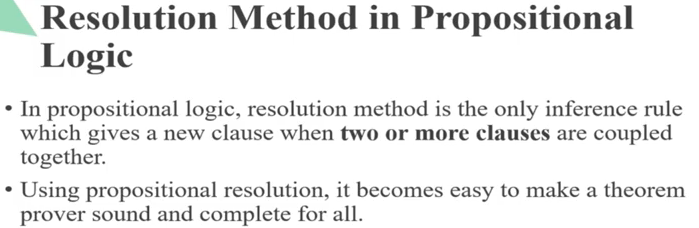 Resolution Method in Propositional
Logic
• In propositional logic, resolution method is the only inference rule
which gives a new clause when two or more clauses are coupled
together.
• Using propositional resolution, it becomes easy to make a theorem
prover sound and complete for all.